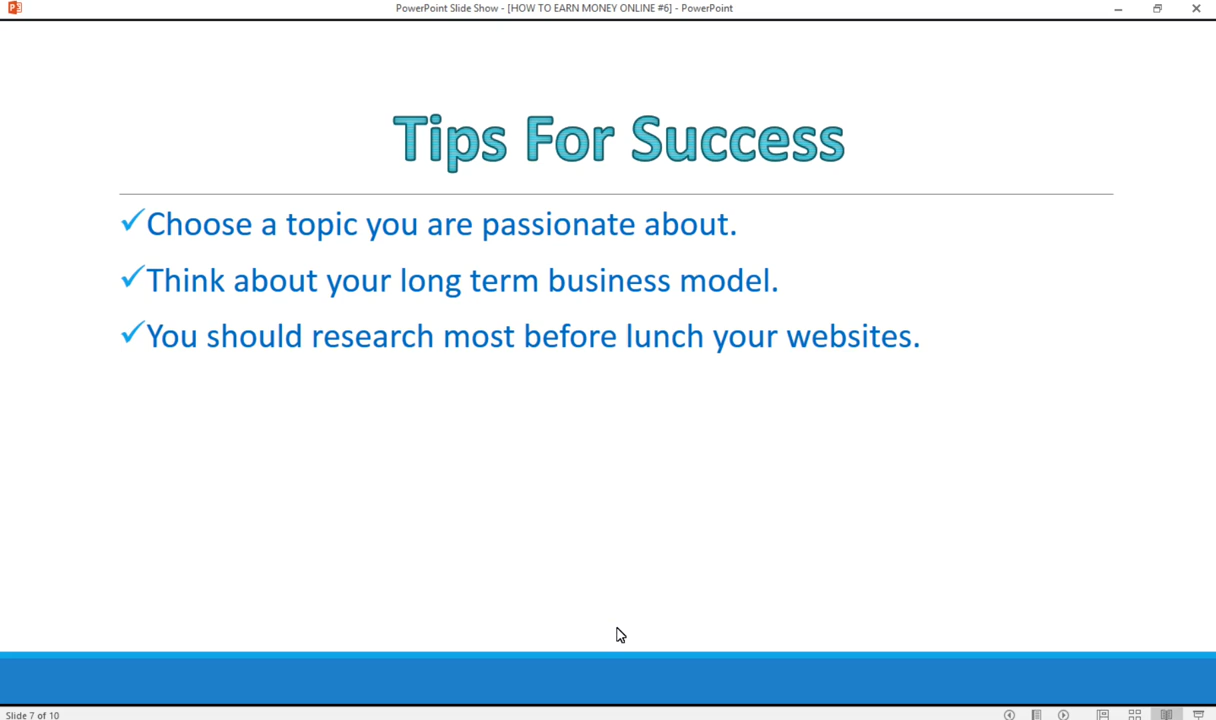 PowerPoint Slide Show - [HOW TO EARN MONEY ONLINE #6] - PowerPoint
Tips For Success
✓Choose a topic you are passionate about.
✓Think about your long term business model.
✓You should research most before lunch your websites.
Slide 7 of 10